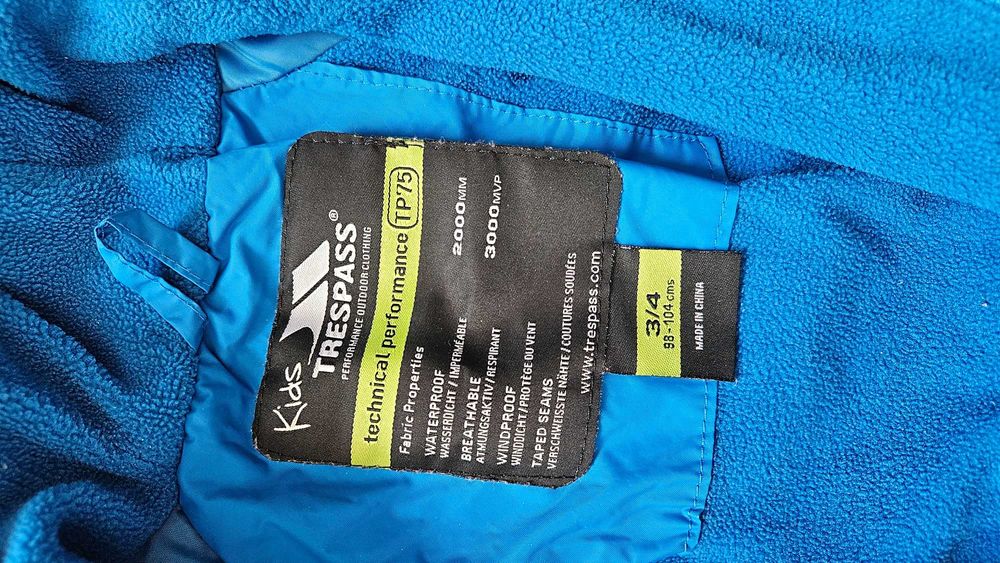 Kids
TRESPASS®
PERFORMANCE OUTDOOR CLOTHING
technical performance TP75
Fabric Properties
WATERPROOF 2000MM
WASSERDICHT / IMPERMÉABLE
BREATHABLE 3000MVP
ATMUNGSAKTIV / RESPIRANT
WINDPROOF
WINDDICHT / PROTÈGE DU VENT
TAPED SEAMS
VERSCHWEISSTE NÄHTE / COUTURES SOUDÉES
www.trespass.com
3/4
98-104 cms
MADE IN CHINA